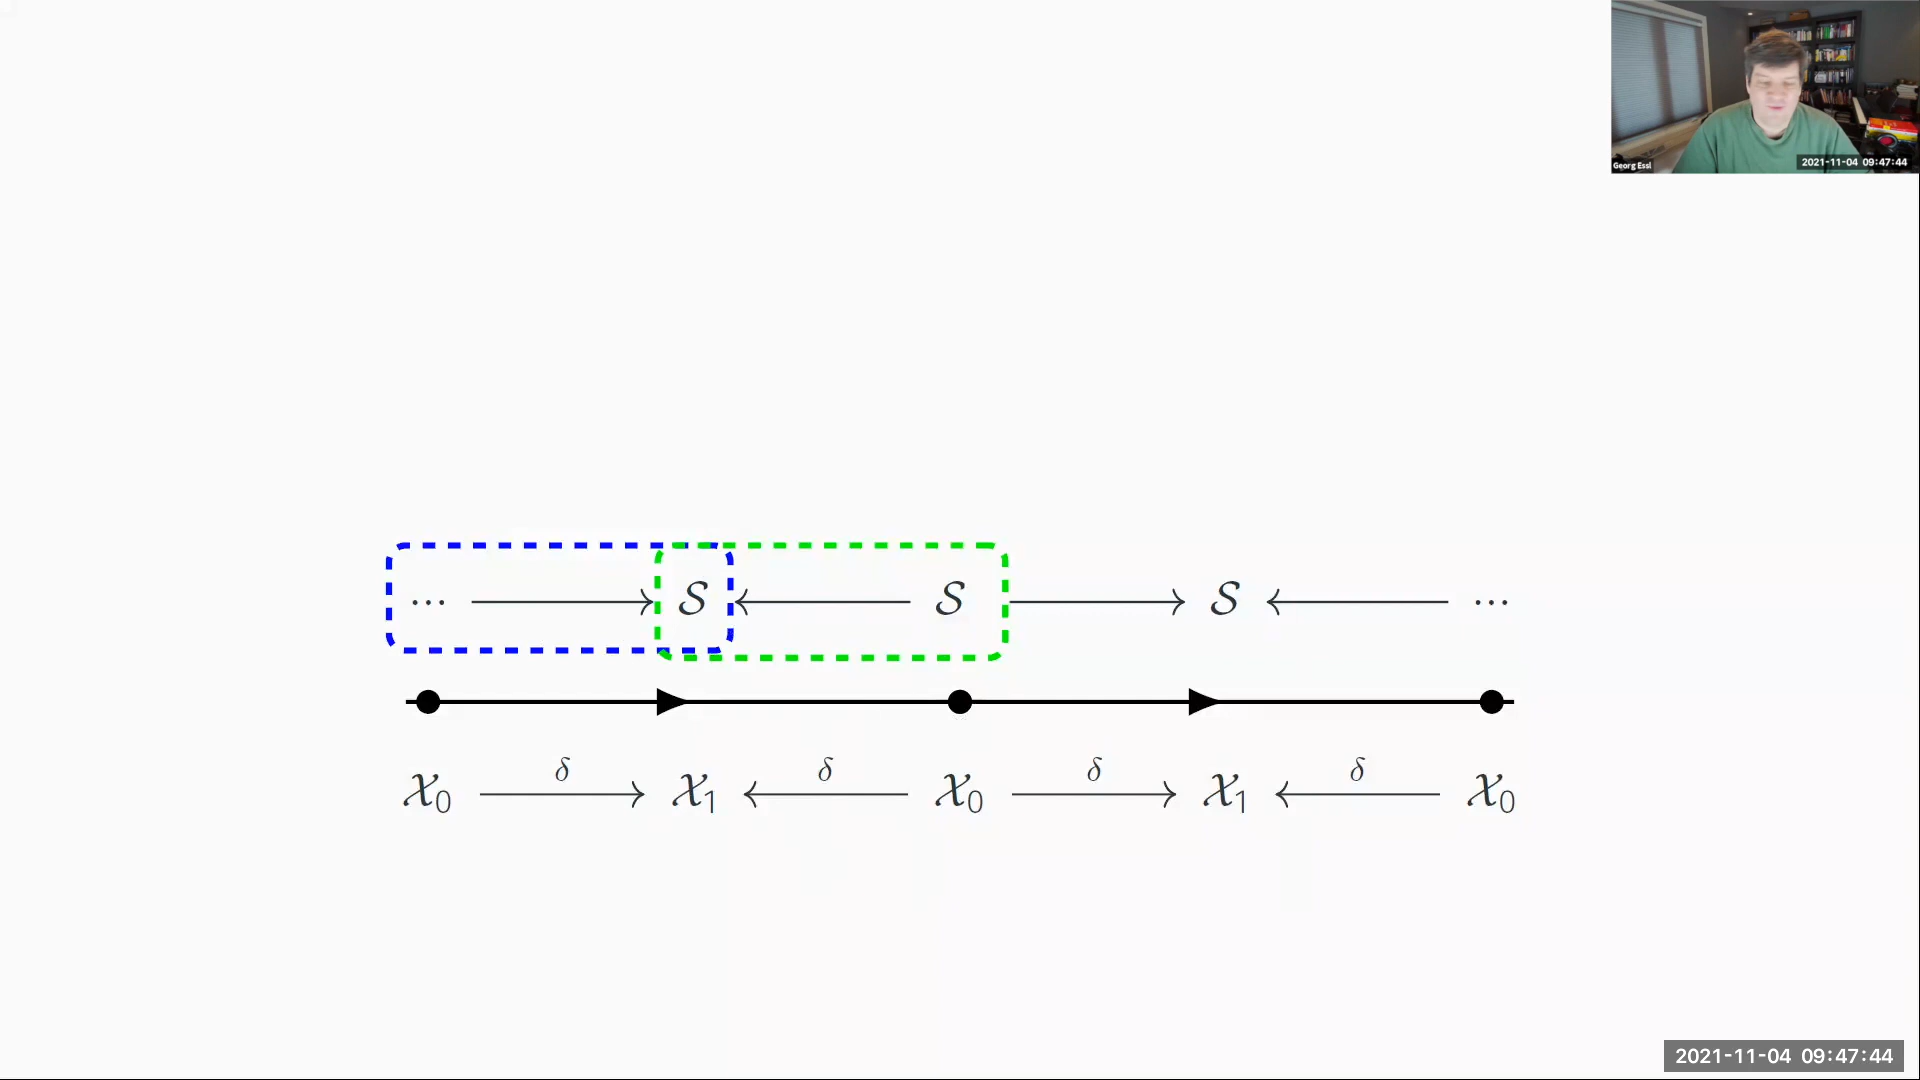 Georg Essl
2021-11-04 09:47:44
··· → 𝒮 ← 𝒮 → 𝒮 ← ···
δ δ δ δ
𝒳₀ → 𝒳₁ ← 𝒳₀ → 𝒳₁ ← 𝒳₀
2021-11-04 09:47:44